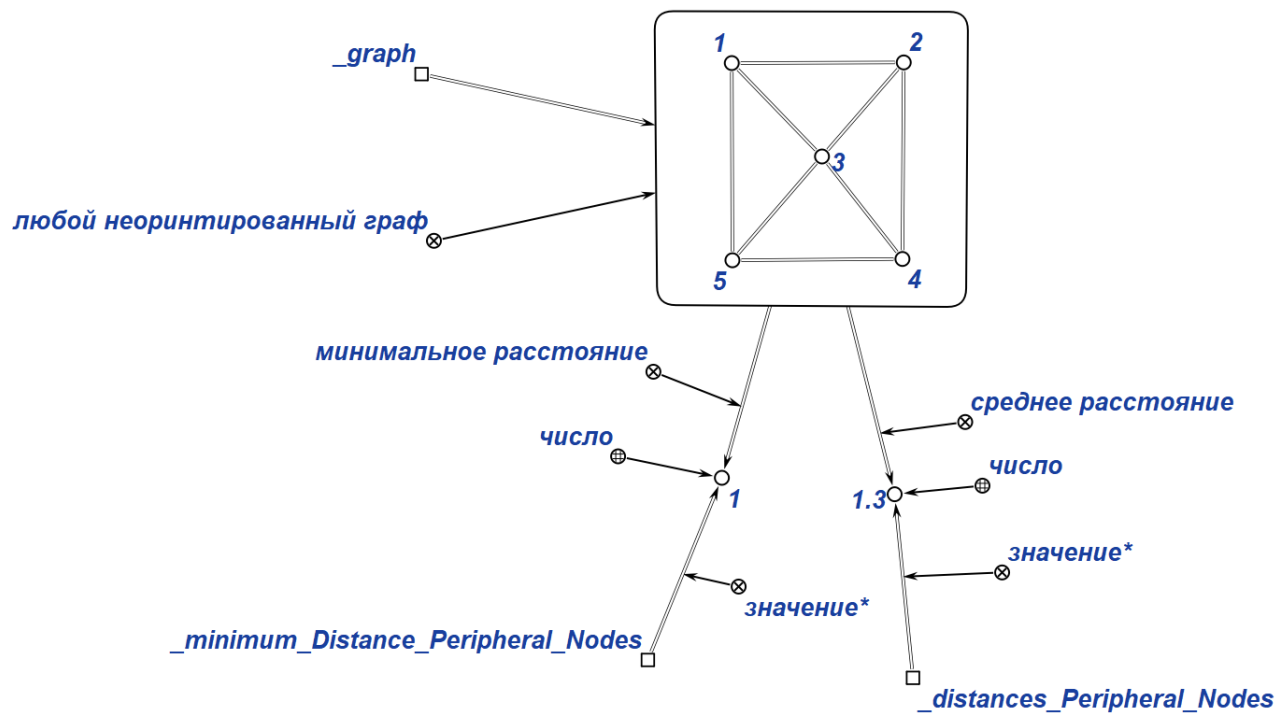 _graph
1
2
3
любой неоринтированный граф
5
4
минимальное расстояние
среднее расстояние
число
число
1
1.3
значение*
значение*
_minimum_Distance_Peripheral_Nodes
_distances_Peripheral_Nodes